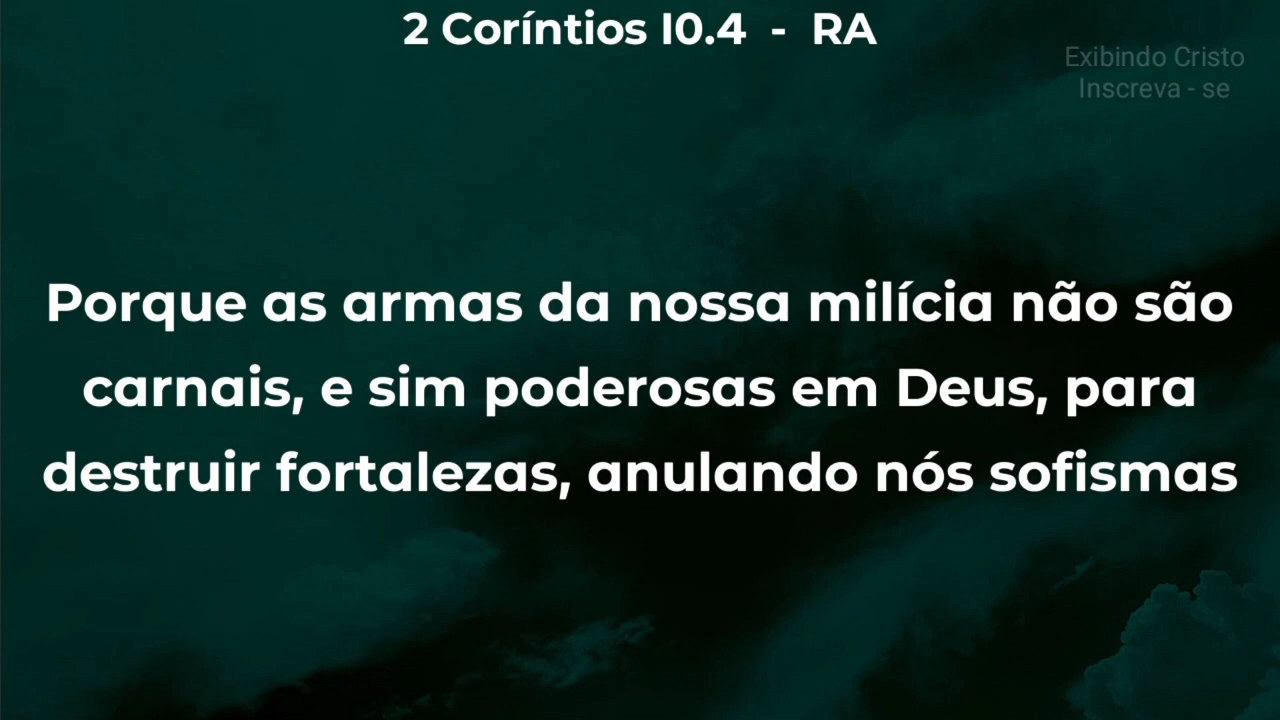 2 Coríntios I0.4 - RA
Exibindo Cristo
Inscreva - se
Porque as armas da nossa milícia não são
carnais, e sim poderosas em Deus, para
destruir fortalezas, anulando nós sofismas